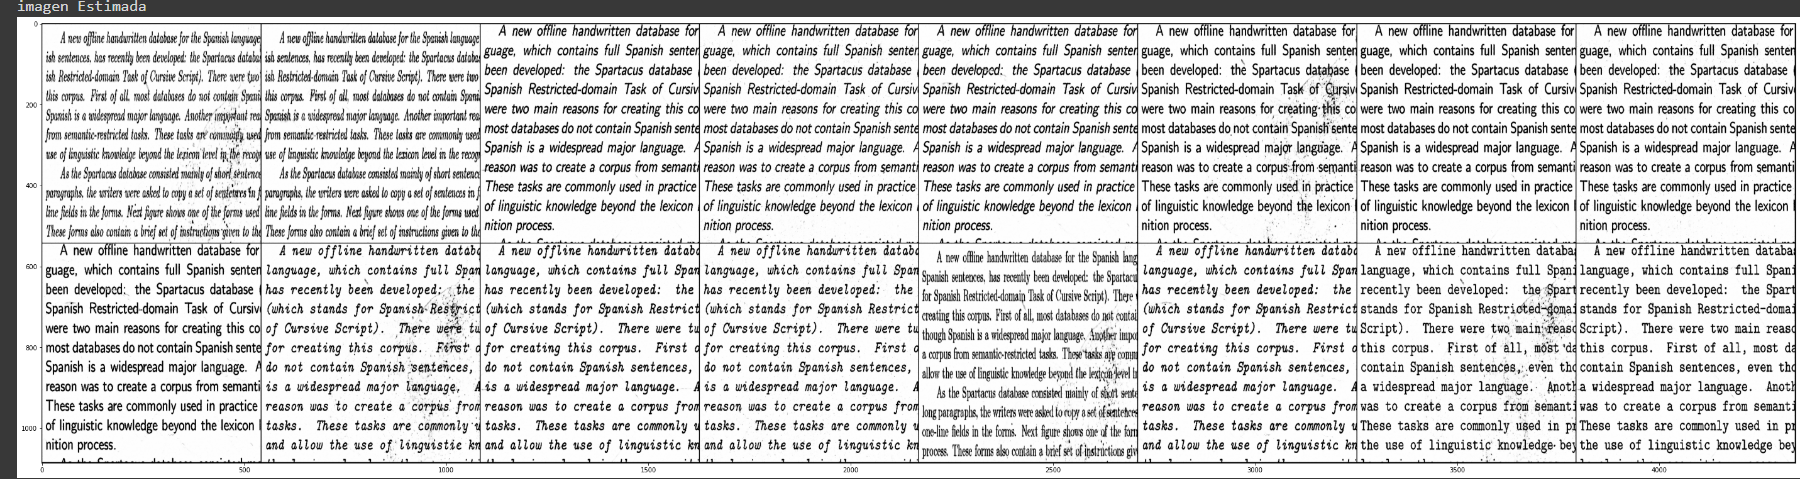 imagen Estimada
A new offline handwritten database for the Spanish language
ish sentences, has recently been developed: the Spartacus databa
ish Restricted-domain Task of Cursive Script). There were two
this corpus. First of all, most databases do not contain Spani
Spanish is a widespread major language. Another important rea
from semantic-restricted tasks. These tasks are commonly used
use of linguistic knowledge beyond the lexicon level in the recog
As the Spartacus database consisted mainly of short sentence
paragraphs, the writers were asked to copy a set of sentences in f
line fields in the forms. Next figure shows one of the forms used
These forms also contain a brief set of instructions given to the
A new offline handwritten database for the Spanish language
ish sentences, has recently been developed: the Spartacus databa
ish Restricted-domain Task of Cursive Script). There were two
this corpus. First of all, most databases do not contain Spani
Spanish is a widespread major language. Another important rea
from semantic-restricted tasks. These tasks are commonly used
use of linguistic knowledge beyond the lexicon level in the recog
As the Spartacus database consisted mainly of short sentenc
paragraphs, the writers were asked to copy a set of sentences in f
line fields in the forms. Next figure shows one of the forms used
These forms also contain a brief set of instructions given to the
A new offline handwritten database for
guage, which contains full Spanish senten
been developed: the Spartacus database (
Spanish Restricted-domain Task of Cursiv
were two main reasons for creating this co
most databases do not contain Spanish sente
Spanish is a widespread major language. A
reason was to create a corpus from semanti
These tasks are commonly used in practice
of linguistic knowledge beyond the lexicon l
nition process.
A new offline handwritten database for
guage, which contains full Spanish senten
been developed: the Spartacus database (
Spanish Restricted-domain Task of Cursiv
were two main reasons for creating this co
most databases do not contain Spanish sente
Spanish is a widespread major language. A
reason was to create a corpus from semanti
These tasks are commonly used in practice
of linguistic knowledge beyond the lexicon l
nition process.
A new offline handwritten database for
guage, which contains full Spanish senten
been developed: the Spartacus database (
Spanish Restricted-domain Task of Cursiv
were two main reasons for creating this co
most databases do not contain Spanish sente
Spanish is a widespread major language. A
reason was to create a corpus from semanti
These tasks are commonly used in practice
of linguistic knowledge beyond the lexicon l
nition process.
A new offline handwritten database for
guage, which contains full Spanish senten
been developed: the Spartacus database (
Spanish Restricted-domain Task of Cursiv
were two main reasons for creating this co
most databases do not contain Spanish sente
Spanish is a widespread major language. A
reason was to create a corpus from semanti
These tasks are commonly used in practice
of linguistic knowledge beyond the lexicon l
nition process.
A new offline handwritten database for
guage, which contains full Spanish senten
been developed: the Spartacus database (
Spanish Restricted-domain Task of Cursiv
were two main reasons for creating this co
most databases do not contain Spanish sente
Spanish is a widespread major language. A
reason was to create a corpus from semanti
These tasks are commonly used in practice
of linguistic knowledge beyond the lexicon l
nition process.
A new offline handwritten database for
guage, which contains full Spanish senten
been developed: the Spartacus database (
Spanish Restricted-domain Task of Cursiv
were two main reasons for creating this co
most databases do not contain Spanish sente
Spanish is a widespread major language. A
reason was to create a corpus from semanti
These tasks are commonly used in practice
of linguistic knowledge beyond the lexicon l
nition process.
A new offline handwritten database for
guage, which contains full Spanish senten
been developed: the Spartacus database (
Spanish Restricted-domain Task of Cursiv
were two main reasons for creating this co
most databases do not contain Spanish sente
Spanish is a widespread major language. A
reason was to create a corpus from semanti
These tasks are commonly used in practice
of linguistic knowledge beyond the lexicon l
nition process.
A new offline handwritten databa
language, which contains full Span
has recently been developed: the
(which stands for Spanish Restrict
of Cursive Script). There were tw
for creating this corpus. First o
do not contain Spanish sentences,
is a widespread major language. A
reason was to create a corpus from
tasks. These tasks are commonly u
and allow the use of linguistic kn
A new offline handwritten databa
language, which contains full Span
has recently been developed: the
(which stands for Spanish Restrict
of Cursive Script). There were tw
for creating this corpus. First o
do not contain Spanish sentences,
is a widespread major language. A
reason was to create a corpus from
tasks. These tasks are commonly u
and allow the use of linguistic kn
A new offline handwritten databa
language, which contains full Span
has recently been developed: the
(which stands for Spanish Restrict
of Cursive Script). There were tw
for creating this corpus. First o
do not contain Spanish sentences,
is a widespread major language. A
reason was to create a corpus from
tasks. These tasks are commonly u
and allow the use of linguistic kn
A new offline handwritten database for the Spanish lang
Spanish sentences, has recently been developed: the Spartacu
for Spanish Restricted-domain Task of Cursive Script). There
creating this corpus. First of all, most databases do not contai
though Spanish is a widespread major language. Another impor
a corpus from semantic-restricted tasks. These tasks are commo
allow the use of linguistic knowledge beyond the lexicon level in
As the Spartacus database consisted mainly of short sente
long paragraphs, the writers were asked to copy a set of sentences
one-line fields in the forms. Next figure shows one of the form
process. These forms also contain a brief set of instructions giv
A new offline handwritten databa
language, which contains full Span
has recently been developed: the
(which stands for Spanish Restrict
of Cursive Script). There were tw
for creating this corpus. First o
do not contain Spanish sentences,
is a widespread major language. A
reason was to create a corpus from
tasks. These tasks are commonly u
and allow the use of linguistic kn
A new offline handwritten databa
language, which contains full Spani
recently been developed: the Spart
stands for Spanish Restricted-domai
Script). There were two main reaso
this corpus. First of all, most da
contain Spanish sentences, even tho
a widespread major language. Anoth
was to create a corpus from semanti
These tasks are commonly used in pr
the use of linguistic knowledge bey
A new offline handwritten databa
language, which contains full Spani
recently been developed: the Spart
stands for Spanish Restricted-domai
Script). There were two main reaso
this corpus. First of all, most da
contain Spanish sentences, even tho
a widespread major language. Anoth
was to create a corpus from semanti
These tasks are commonly used in pr
the use of linguistic knowledge bey
0
200
400
600
800
1000
0 500 1000 1500 2000 2500 3000 3500 4000